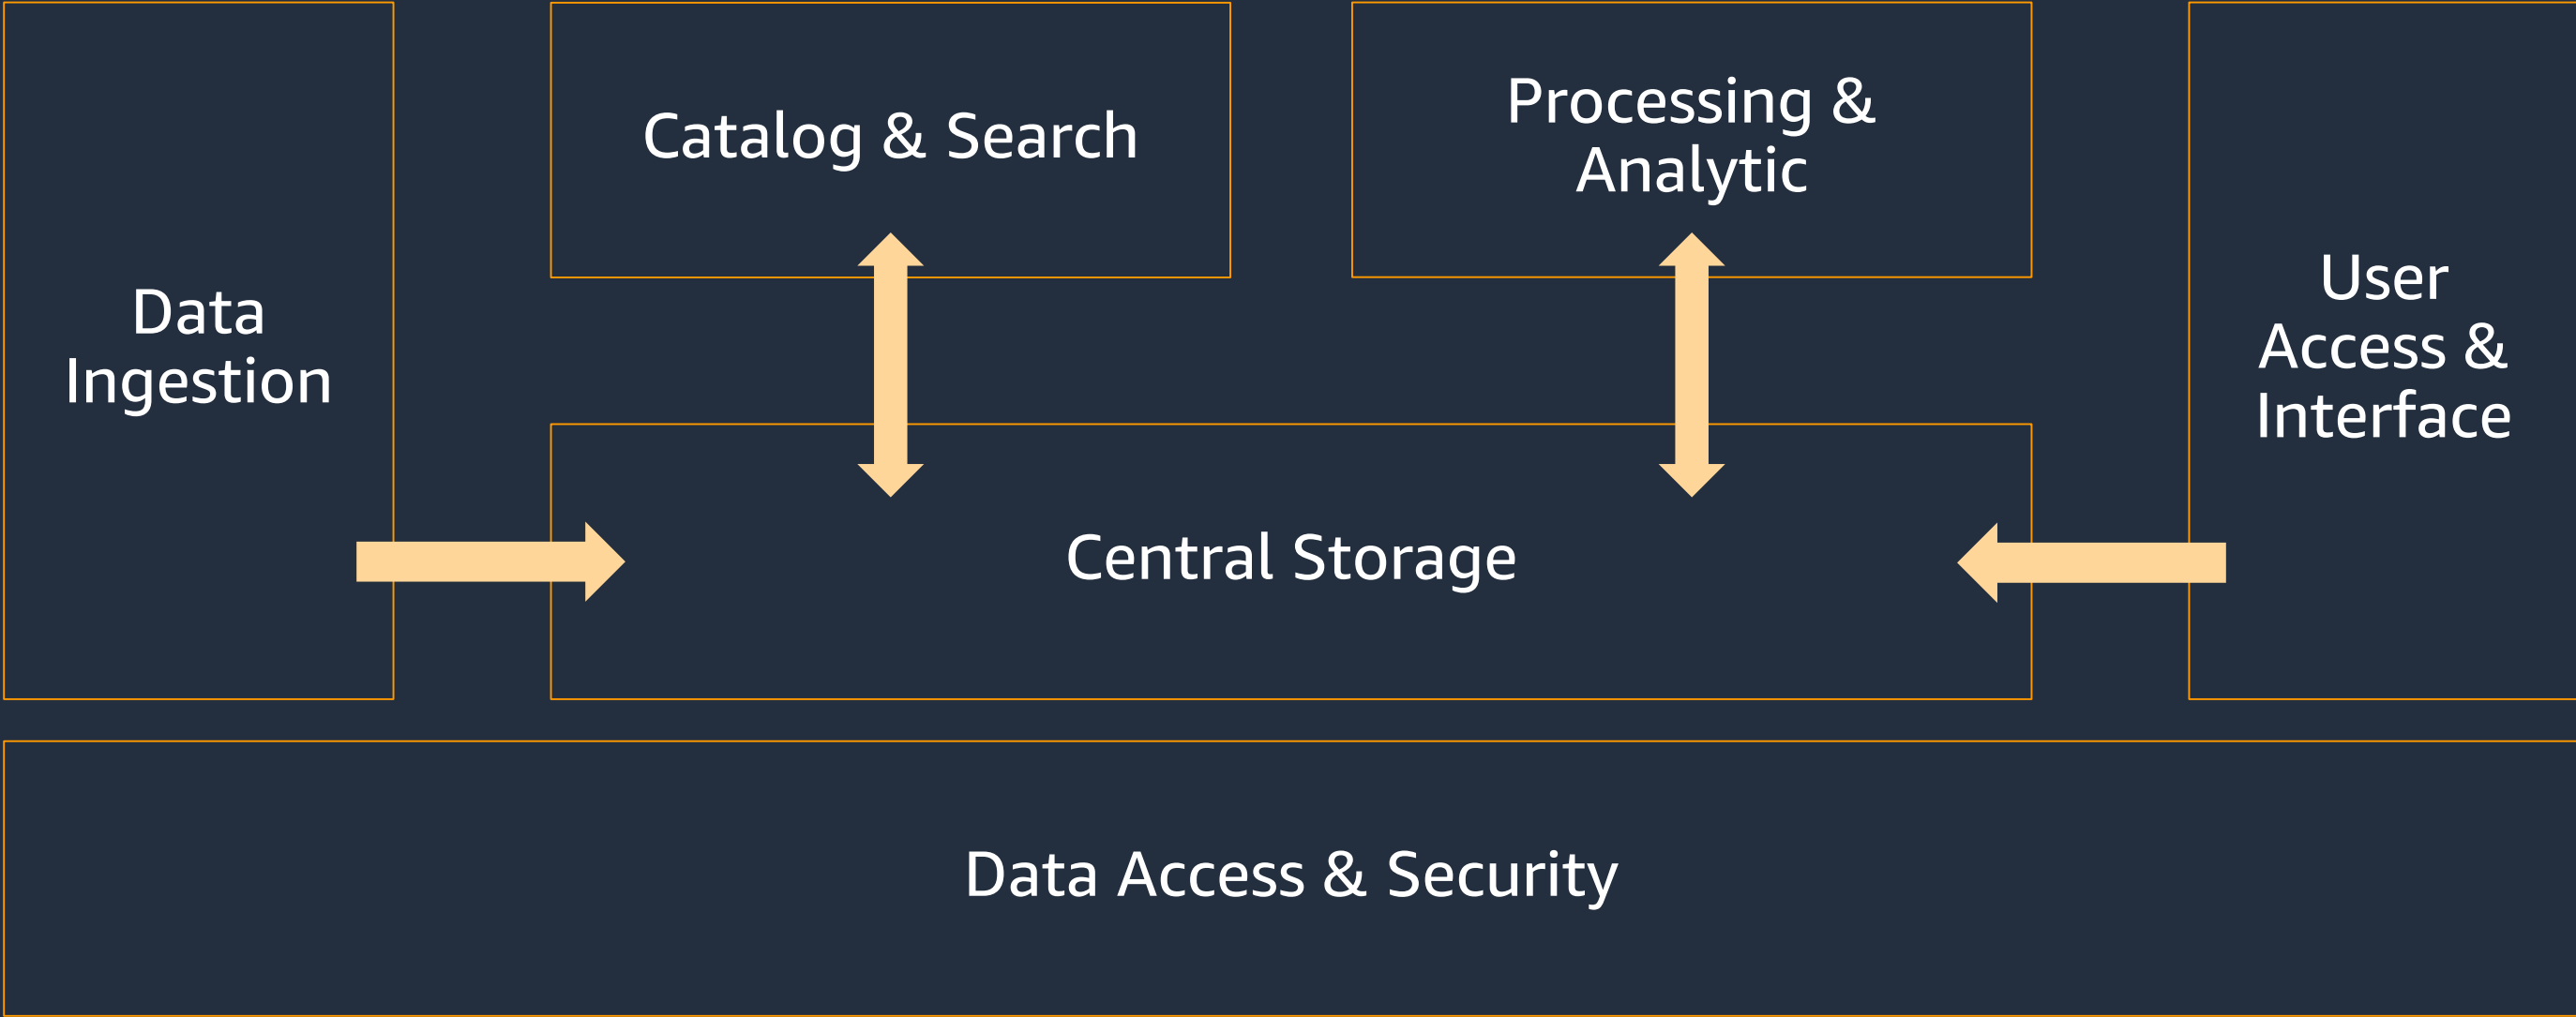 Data
Ingestion
Catalog & Search
Processing &
Analytic
User
Access &
Interface
Central Storage
Data Access & Security